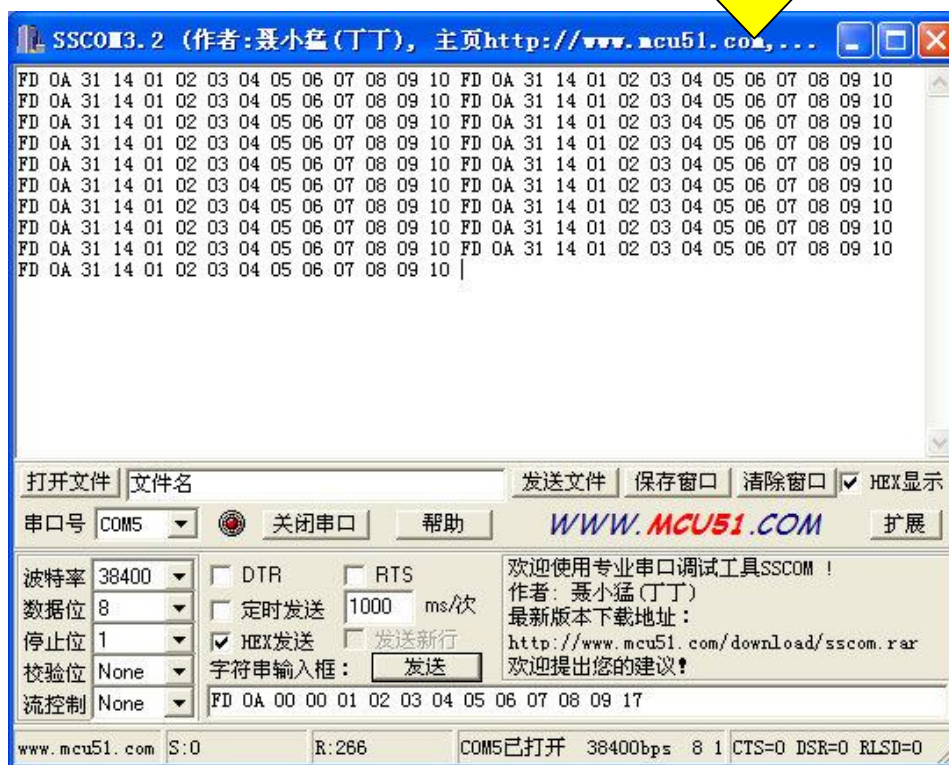 SSCOM3.2 (作者:聂小猛(丁丁), 主页http://www.mcu51.com,...
FD 0A 31 14 01 02 03 04 05 06 07 08 09 10 FD 0A 31 14 01 02 03 04 05 06 07 08 09 10
FD 0A 31 14 01 02 03 04 05 06 07 08 09 10 FD 0A 31 14 01 02 03 04 05 06 07 08 09 10
FD 0A 31 14 01 02 03 04 05 06 07 08 09 10 FD 0A 31 14 01 02 03 04 05 06 07 08 09 10
FD 0A 31 14 01 02 03 04 05 06 07 08 09 10 FD 0A 31 14 01 02 03 04 05 06 07 08 09 10
FD 0A 31 14 01 02 03 04 05 06 07 08 09 10 FD 0A 31 14 01 02 03 04 05 06 07 08 09 10
FD 0A 31 14 01 02 03 04 05 06 07 08 09 10 FD 0A 31 14 01 02 03 04 05 06 07 08 09 10
FD 0A 31 14 01 02 03 04 05 06 07 08 09 10 FD 0A 31 14 01 02 03 04 05 06 07 08 09 10
FD 0A 31 14 01 02 03 04 05 06 07 08 09 10 FD 0A 31 14 01 02 03 04 05 06 07 08 09 10
FD 0A 31 14 01 02 03 04 05 06 07 08 09 10 FD 0A 31 14 01 02 03 04 05 06 07 08 09 10
FD 0A 31 14 01 02 03 04 05 06 07 08 09 10
打开文件 文件名 发送文件 保存窗口 清除窗口 HEX显示
串口号 COM5 关闭串口 帮助 WWW.MCU51.COM 扩展
波特率 38400 DTR RTS
数据位 8 定时发送 1000 ms/次
停止位 1 HEX发送 发送新行
校验位 None 字符串输入框： 发送
流控制 None FD 0A 00 00 01 02 03 04 05 06 07 08 09 17
欢迎使用专业串口调试工具SSCOM !
作者: 聂小猛(丁丁)
最新版本下载地址:
http://www.mcu51.com/download/sscom.rar
欢迎提出您的建议!
www.mcu51.com S:0 R:266 COM5已打开 38400bps 8 1 CTS=0 DSR=0 RLSD=0